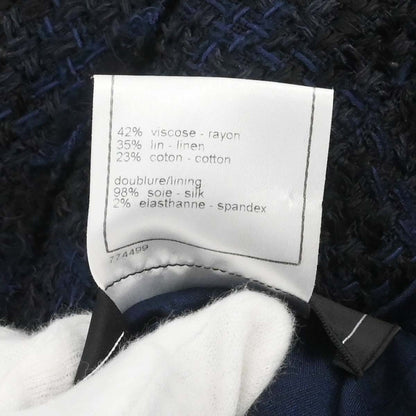 42% viscose - rayon
35% lin - linen
23% coton - cotton
doublure/lining
98% soie - silk
2% elasthanne - spandex
774499